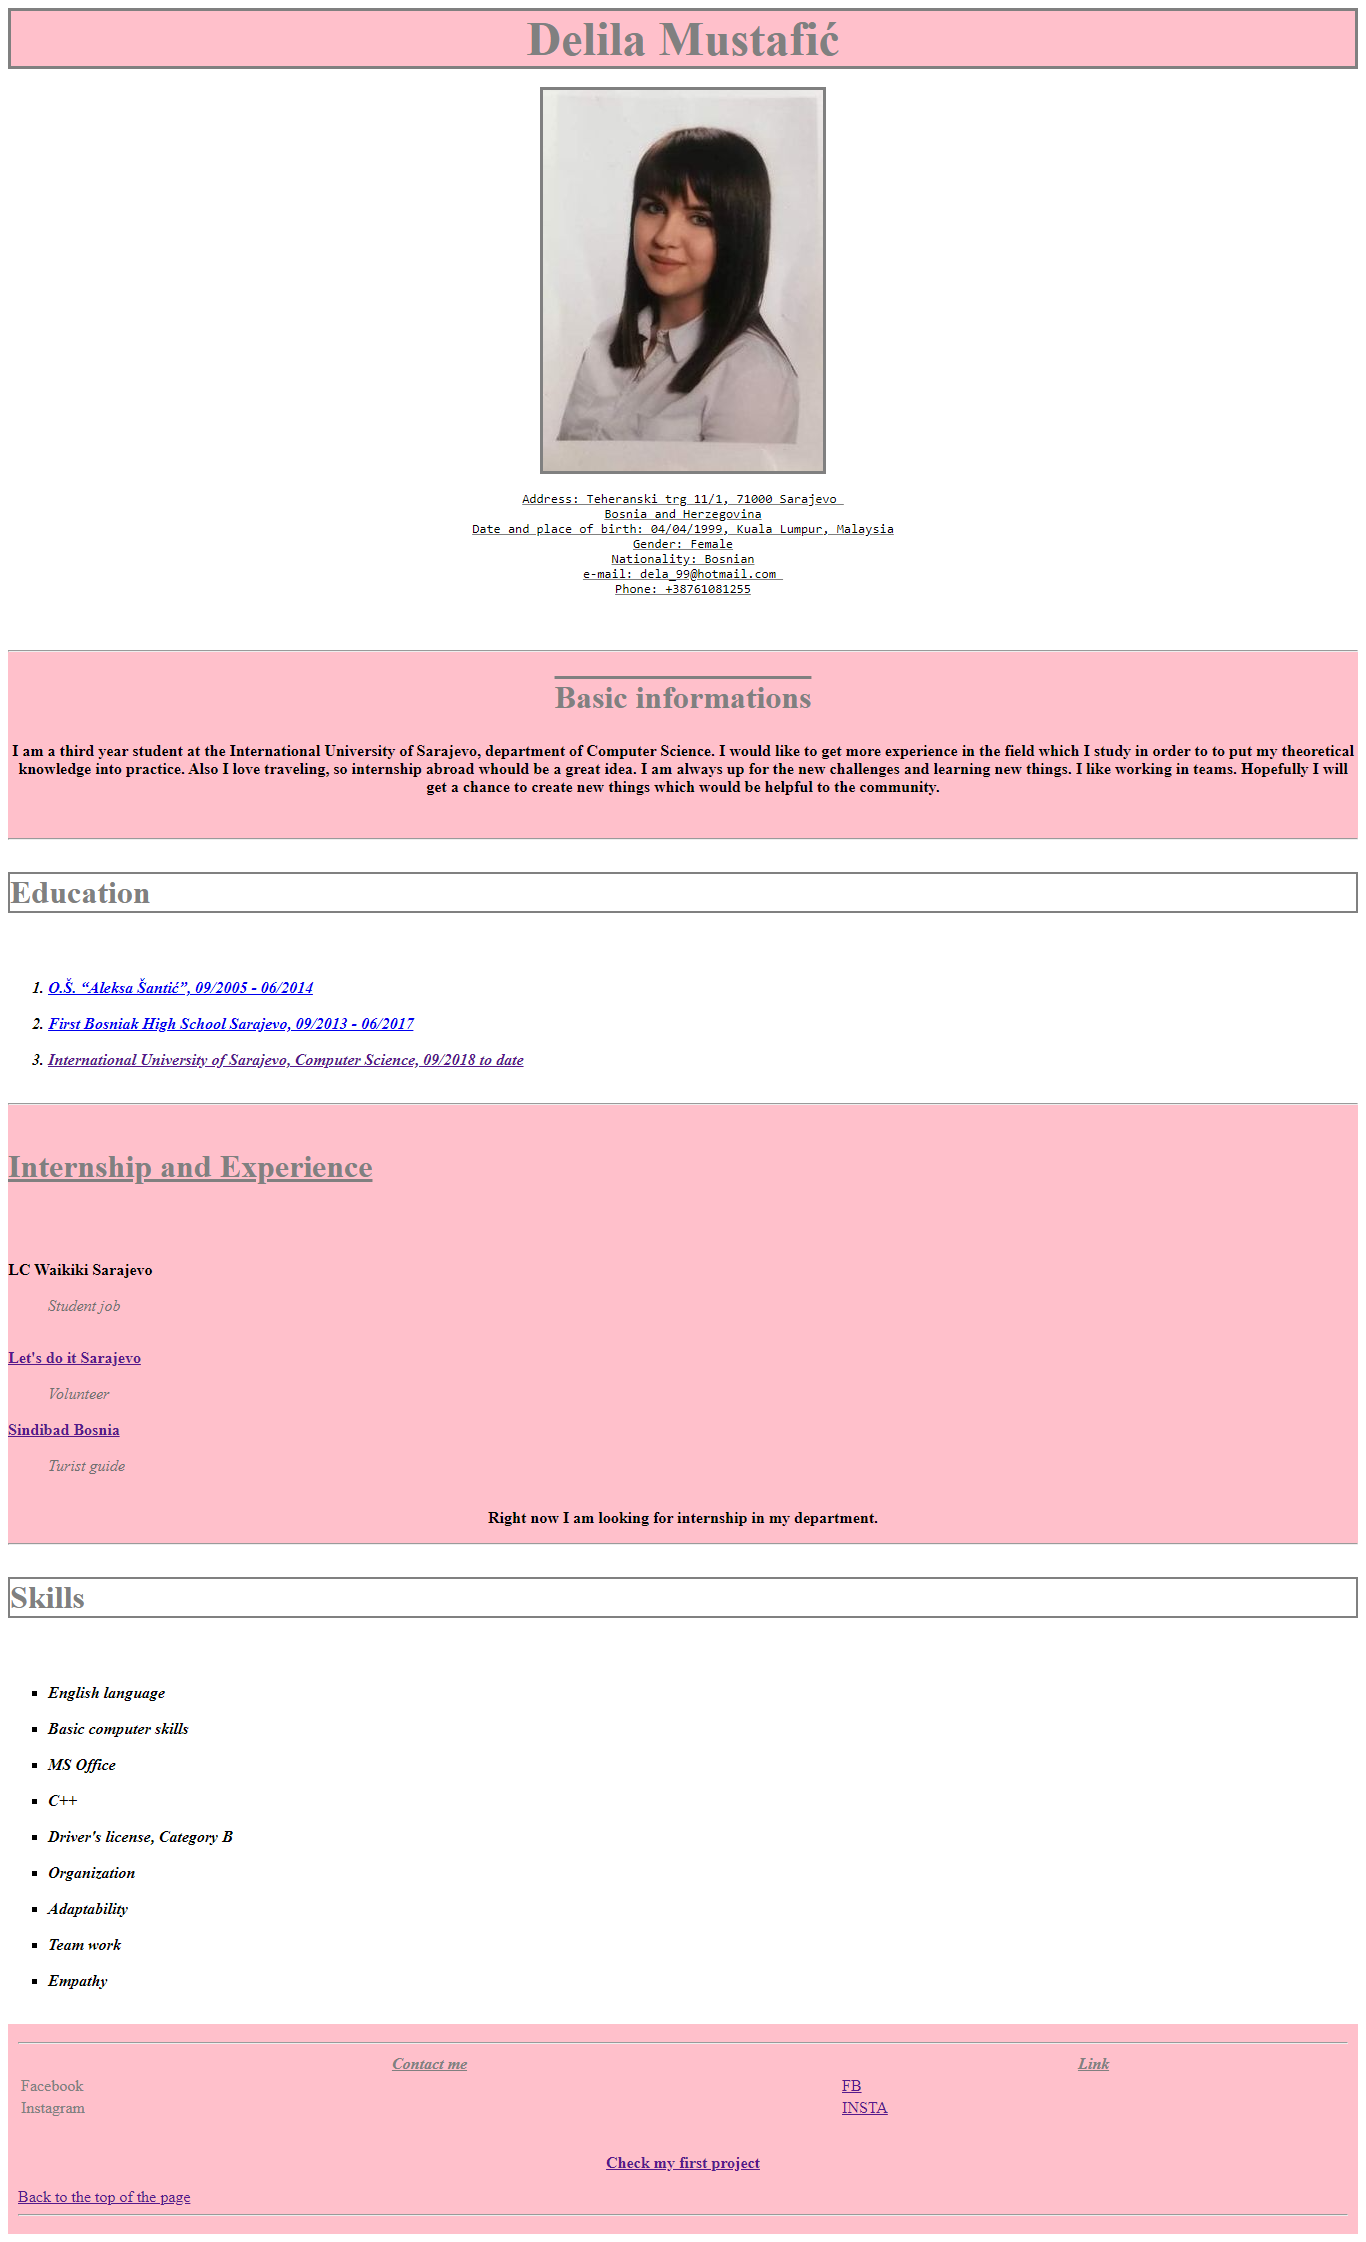 Delila Mustafić
Address: Teheranski trg 11/1, 71000 Sarajevo
Bosnia and Herzegovina
Date and place of birth: 04/04/1999, Kuala Lumpur, Malaysia
Gender: Female
Nationality: Bosnian
e-mail: dela_99@hotmail.com
Phone: +38761081255
Basic informations
I am a third year student at the International University of Sarajevo, department of Computer Science. I would like to get more experience in the field which I study in order to to put my theoretical
knowledge into practice. Also I love traveling, so internship abroad whould be a great idea. I am always up for the new challenges and learning new things. I like working in teams. Hopefully I will
get a chance to create new things which would be helpful to the community.
Education
1. O.Š. “Aleksa Šantić”, 09/2005 - 06/2014
2. First Bosniak High School Sarajevo, 09/2013 - 06/2017
3. International University of Sarajevo, Computer Science, 09/2018 to date
Internship and Experience
LC Waikiki Sarajevo
Student job
Let's do it Sarajevo
Volunteer
Sindibad Bosnia
Turist guide
Right now I am looking for internship in my department.
Skills
▪ English language
▪ Basic computer skills
▪ MS Office
▪ C++
▪ Driver's license, Category B
▪ Organization
▪ Adaptability
▪ Team work
▪ Empathy
Contact me Link
Facebook FB
Instagram INSTA
Check my first project
Back to the top of the page